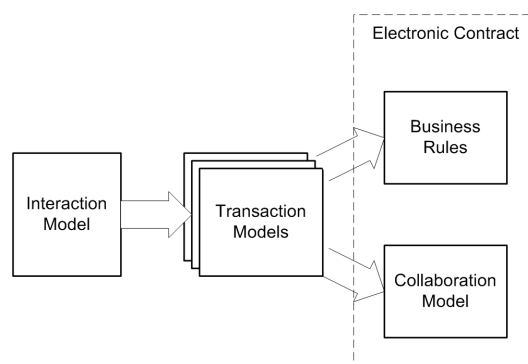 Electronic Contract
Business
Rules
Interaction
Model
Transaction
Models
Collaboration
Model